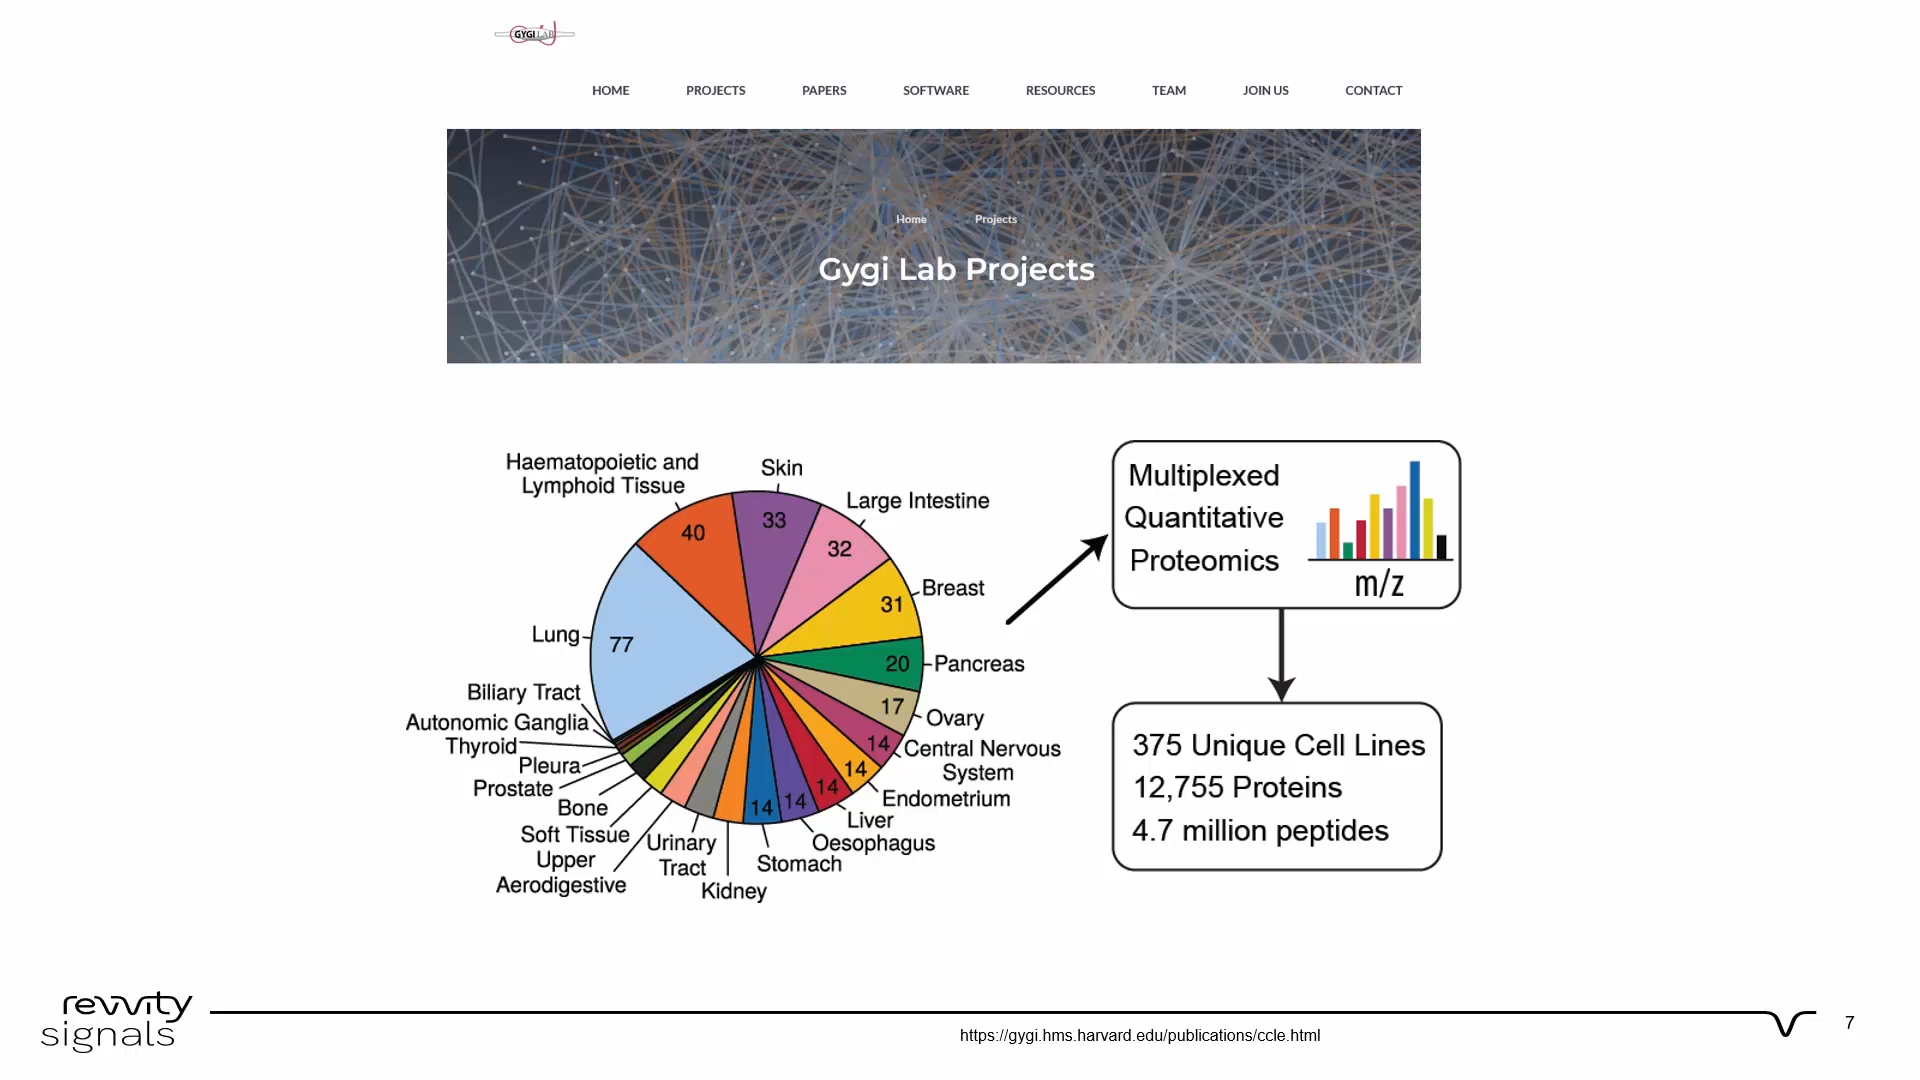 GYGI LAB
HOME PROJECTS PAPERS SOFTWARE RESOURCES TEAM JOIN US CONTACT
Home Projects
Gygi Lab Projects
Haematopoietic and
Lymphoid Tissue
Skin
Large Intestine
Breast
Pancreas
Ovary
Central Nervous
System
Endometrium
Liver
Oesophagus
Stomach
Kidney
Urinary
Tract
Upper
Aerodigestive
Soft Tissue
Bone
Prostate
Pleura
Thyroid
Autonomic Ganglia
Biliary Tract
Lung
77
40
33
32
31
20
17
14
14
14
14
14
Multiplexed
Quantitative
Proteomics
m/z
375 Unique Cell Lines
12,755 Proteins
4.7 million peptides
revvity
signals
https://gygi.hms.harvard.edu/publications/ccle.html
7